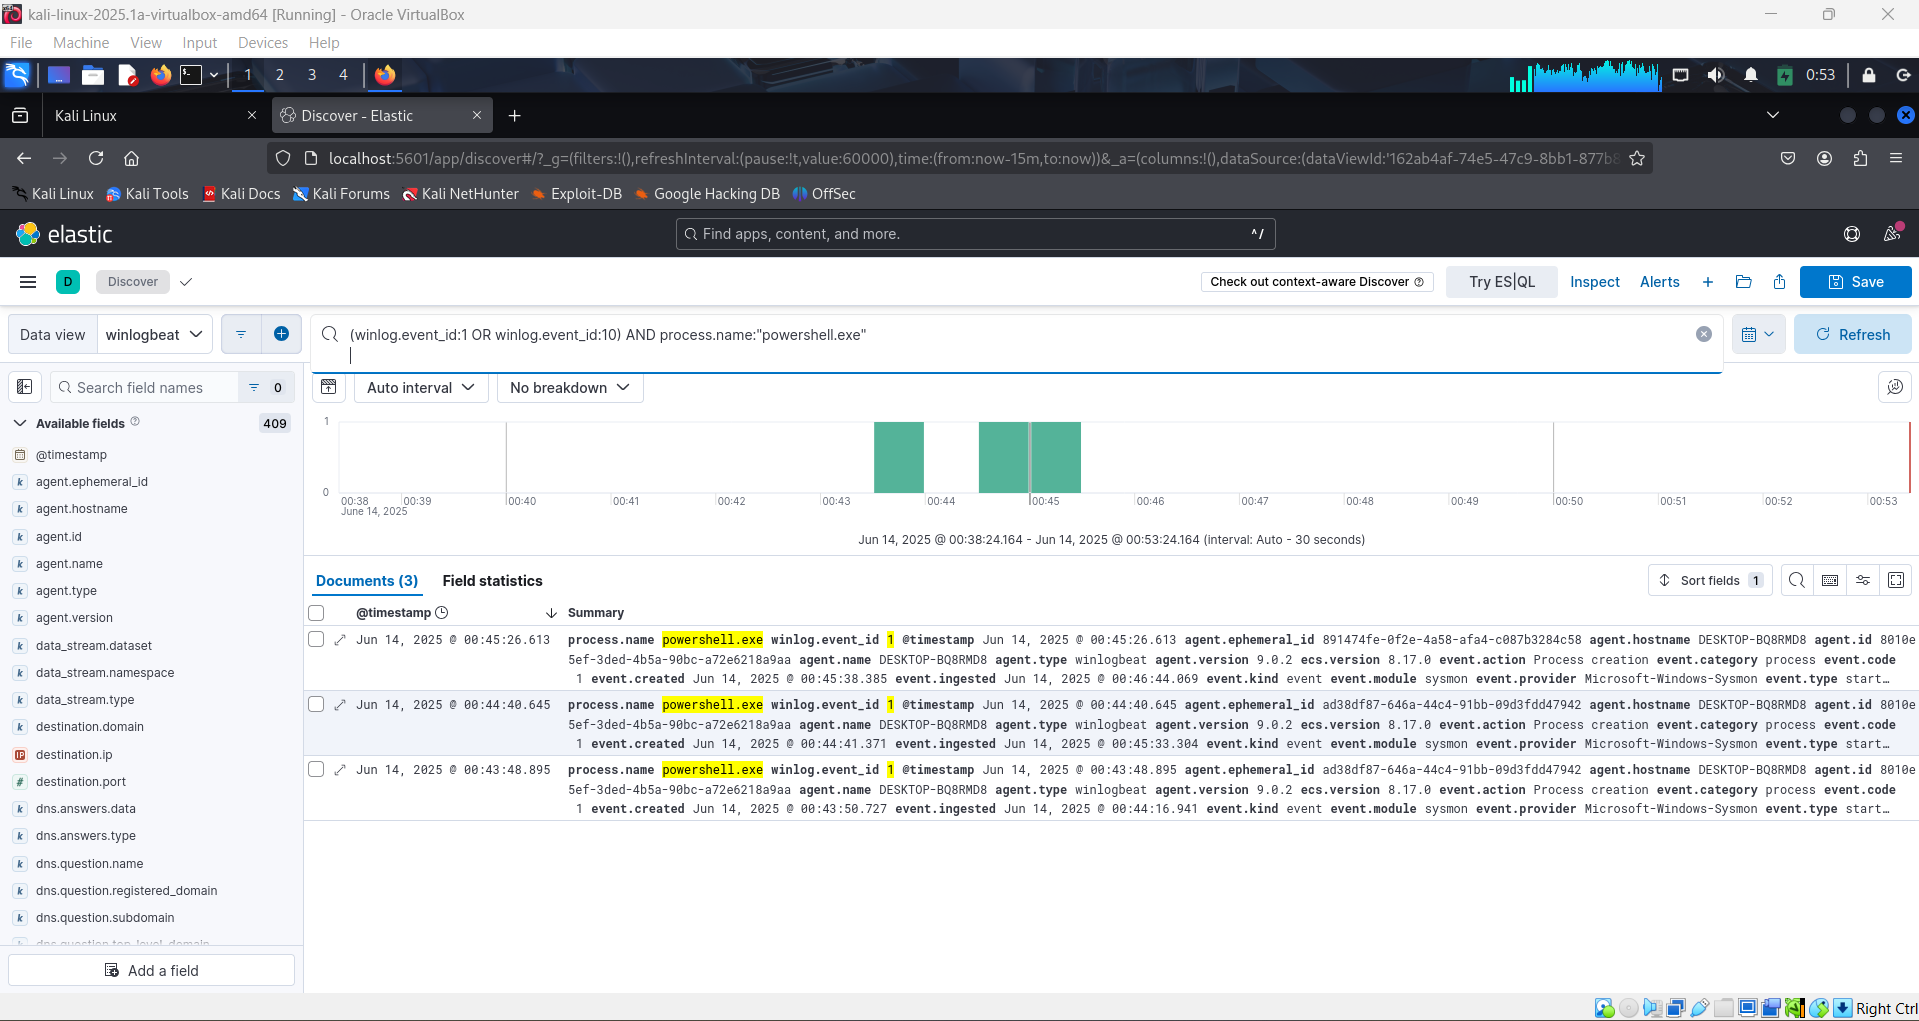 kali-linux-2025.1a-virtualbox-amd64 [Running] - Oracle VirtualBox
File Machine View Input Devices Help
1 2 3 4 0:53
Kali Linux
Discover - Elastic
localhost:5601/app/discover#/?_g=(filters:!(),refreshInterval:(pause:!t,value:60000),time:(from:now-15m,to:now))&_a=(columns:!(),dataSource:(dataViewId:'162ab4af-74e5-47c9-8bb1-877b8
Kali Linux Kali Tools Kali Docs Kali Forums Kali NetHunter Exploit-DB Google Hacking DB OffSec
elastic
Find apps, content, and more. ^/
D Discover
Check out context-aware Discover Try ES|QL Inspect Alerts Save
Data view winlogbeat
(winlog.event_id:1 OR winlog.event_id:10) AND process.name:"powershell.exe"
Refresh
Search field names 0
Auto interval No breakdown
Available fields 409
@timestamp
agent.ephemeral_id
agent.hostname
agent.id
agent.name
agent.type
agent.version
data_stream.dataset
data_stream.namespace
data_stream.type
destination.domain
destination.ip
destination.port
dns.answers.data
dns.answers.type
dns.question.name
dns.question.registered_domain
dns.question.subdomain
dns.question.top_level_domain
Add a field
1
0
00:38 00:39 00:40 00:41 00:42 00:43 00:44 00:45 00:46 00:47 00:48 00:49 00:50 00:51 00:52 00:53
June 14, 2025
Jun 14, 2025 @ 00:38:24.164 - Jun 14, 2025 @ 00:53:24.164 (interval: Auto - 30 seconds)
Documents (3) Field statistics
Sort fields 1
@timestamp Summary
Jun 14, 2025 @ 00:45:26.613 process.name powershell.exe winlog.event_id 1 @timestamp Jun 14, 2025 @ 00:45:26.613 agent.ephemeral_id 891474fe-0f2e-4a58-afa4-c087b3284c58 agent.hostname DESKTOP-BQ8RMD8 agent.id 8010e
5ef-3ded-4b5a-90bc-a72e6218a9aa agent.name DESKTOP-BQ8RMD8 agent.type winlogbeat agent.version 9.0.2 ecs.version 8.17.0 event.action Process creation event.category process event.code
1 event.created Jun 14, 2025 @ 00:45:38.385 event.ingested Jun 14, 2025 @ 00:46:44.069 event.kind event event.module sysmon event.provider Microsoft-Windows-Sysmon event.type start…
Jun 14, 2025 @ 00:44:40.645 process.name powershell.exe winlog.event_id 1 @timestamp Jun 14, 2025 @ 00:44:40.645 agent.ephemeral_id ad38df87-646a-44c4-91bb-09d3fdd47942 agent.hostname DESKTOP-BQ8RMD8 agent.id 8010e
5ef-3ded-4b5a-90bc-a72e6218a9aa agent.name DESKTOP-BQ8RMD8 agent.type winlogbeat agent.version 9.0.2 ecs.version 8.17.0 event.action Process creation event.category process event.code
1 event.created Jun 14, 2025 @ 00:44:41.371 event.ingested Jun 14, 2025 @ 00:45:33.304 event.kind event event.module sysmon event.provider Microsoft-Windows-Sysmon event.type start…
Jun 14, 2025 @ 00:43:48.895 process.name powershell.exe winlog.event_id 1 @timestamp Jun 14, 2025 @ 00:43:48.895 agent.ephemeral_id ad38df87-646a-44c4-91bb-09d3fdd47942 agent.hostname DESKTOP-BQ8RMD8 agent.id 8010e
5ef-3ded-4b5a-90bc-a72e6218a9aa agent.name DESKTOP-BQ8RMD8 agent.type winlogbeat agent.version 9.0.2 ecs.version 8.17.0 event.action Process creation event.category process event.code
1 event.created Jun 14, 2025 @ 00:43:50.727 event.ingested Jun 14, 2025 @ 00:44:16.941 event.kind event event.module sysmon event.provider Microsoft-Windows-Sysmon event.type start…
Right Ctrl